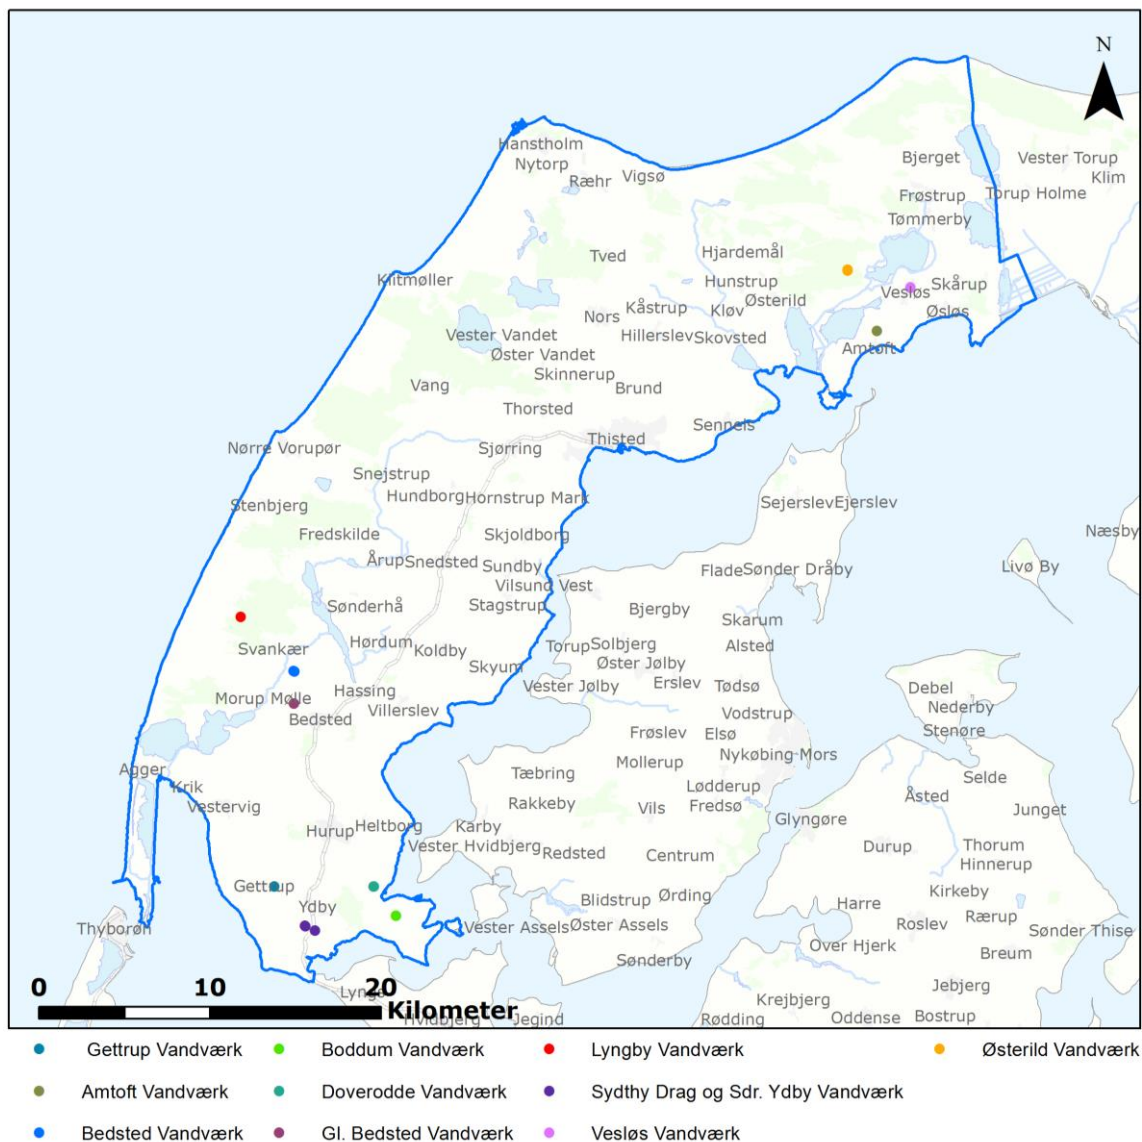 N
Hanstholm
Nytorp
Ræhr
Vigsø
Bjerget
Vester Torup
Klim
Frøstrup
Torup Holme
Tømmerby
Tved
Hjardemål
Klitmøller
Hunstrup
Østerild
Vesløs
Skårup
Øsløs
Kåstrup
Kløv
Nors
Hillerslev
Skovsted
Vester Vandet
Øster Vandet
Amtoft
Skinnerup
Vang
Brund
Thorsted
Sennels
Thisted
Nørre Vorupør
Sjørring
Snejstrup
Hundborg
Hornstrup Mark
Sejerslev
Ejerslev
Stenbjerg
Fredskilde
Skjoldborg
Næsby
Årup
Snedsted
Sundby
Flade
Sønder Dråby
Livø By
Vilsund Vest
Sønderhå
Stagstrup
Bjergby
Skarum
Hørdum
Koldby
Svankær
Torup
Solbjerg
Alsted
Øster Jølby
Skyum
Vester Jølby
Erslev
Tødsø
Debel
Morup Mølle
Hassing
Villerslev
Bedsted
Nederby
Vodstrup
Stenøre
Frøslev
Elsø
Nykøbing Mors
Mollerup
Agger
Tæbring
Selde
Krik
Lødderup
Åsted
Vestervig
Rakkeby
Vils
Fredsø
Junget
Hurup
Heltborg
Karby
Glyngøre
Vester Hvidbjerg
Redsted
Centrum
Durup
Thorum
Hinnerup
Gettrup
Kirkeby
Ydby
Blidstrup
Ørding
Harre
Rærup
Thyborøn
Vester Assels
Øster Assels
Roslev
Sønder Thise
Over Hjerk
Breum
Sønderby
Jebjerg
0 10 20
Kilometer
Lyngs
Krejbjerg
Hvidbjerg
Jegind
Rødding
Oddense
Bostrup
Gettrup Vandværk
Boddum Vandværk
Lyngby Vandværk
Østerild Vandværk
Amtoft Vandværk
Doverodde Vandværk
Sydthy Drag og Sdr. Ydby Vandværk
Bedsted Vandværk
Gl. Bedsted Vandværk
Vesløs Vandværk